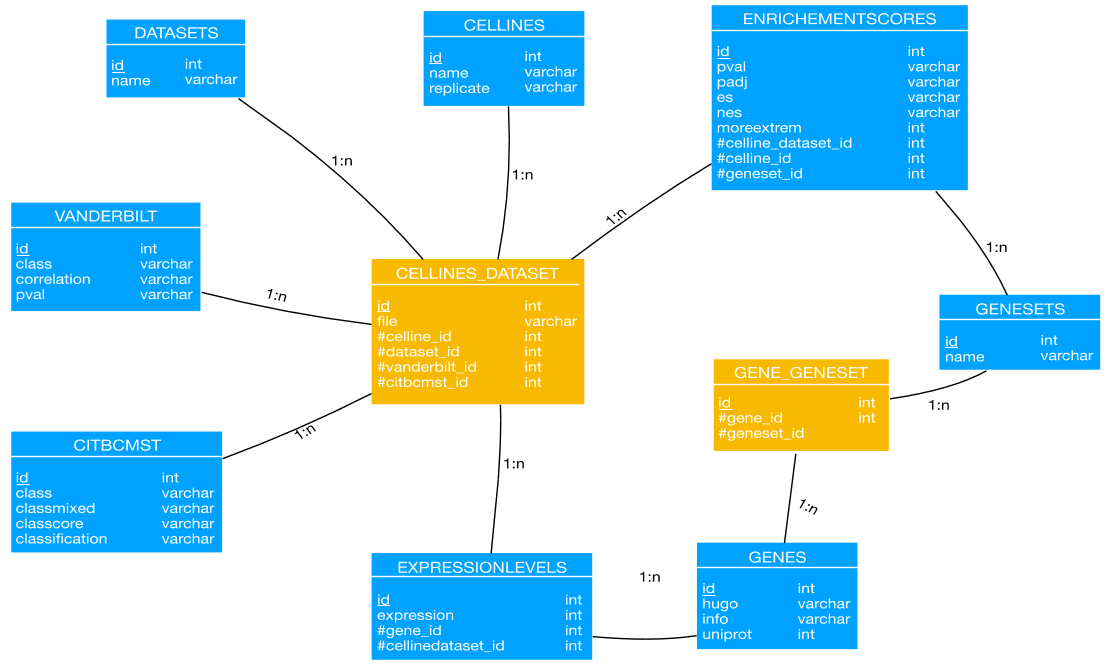 DATASETS
id int
name varchar
CELLINES
id int
name varchar
replicate varchar
ENRICHEMENTSCORES
id int
pval varchar
padj varchar
es varchar
nes varchar
moreextrem int
#celline_dataset_id int
#celline_id int
#geneset_id int
1:n
1:n
1:n
1:n
VANDERBILT
id int
class varchar
correlation varchar
pval varchar
1:n
CELLINES_DATASET
id int
file varchar
#celline_id int
#dataset_id int
#vanderbilt_id int
#citbcmst_id int
GENESETS
id int
name varchar
GENE_GENESET
id int
#gene_id int
#geneset_id
1:n
CITBCMST
id int
class varchar
classmixed varchar
classcore varchar
classification varchar
1:n
1:n
1:n
EXPRESSIONLEVELS
id int
expression int
#gene_id int
#cellinedataset_id int
1:n
GENES
id int
hugo varchar
info varchar
uniprot int